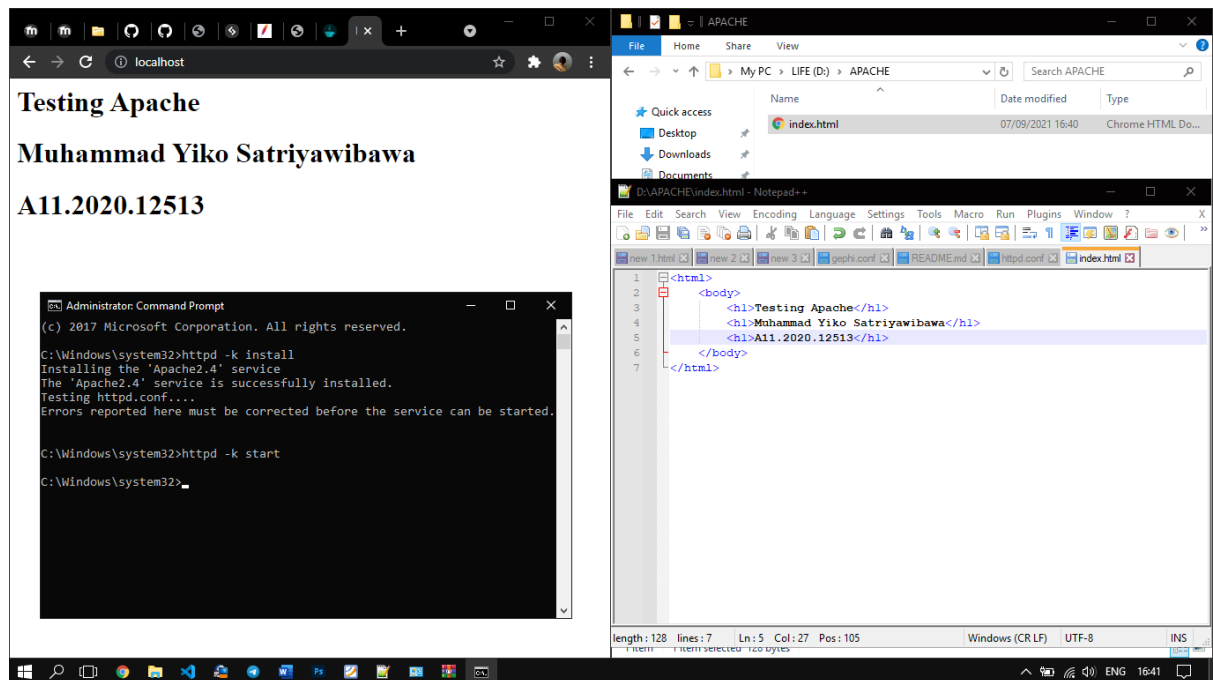 localhost
Testing Apache
Muhammad Yiko Satriyawibawa
A11.2020.12513
Administrator: Command Prompt
(c) 2017 Microsoft Corporation. All rights reserved.
C:\Windows\system32>httpd -k install
Installing the 'Apache2.4' service
The 'Apache2.4' service is successfully installed.
Testing httpd.conf....
Errors reported here must be corrected before the service can be started.
C:\Windows\system32>httpd -k start
C:\Windows\system32>
APACHE
File Home Share View
My PC > LIFE (D:) > APACHE
Search APACHE
Name Date modified Type
Quick access
Desktop
Downloads
Documents
index.html 07/09/2021 16:40 Chrome HTML Do...
D:\APACHE\index.html - Notepad++
File Edit Search View Encoding Language Settings Tools Macro Run Plugins Window ? X
new 1.html new 2 new 3 gephi.conf README.md httpd.conf index.html
1 <html>
2 <body>
3 <h1>Testing Apache</h1>
4 <h1>Muhammad Yiko Satriyawibawa</h1>
5 <h1>A11.2020.12513</h1>
6 </body>
7 </html>
length : 128 lines : 7 Ln : 5 Col : 27 Pos : 105 Windows (CR LF) UTF-8 INS
ENG 16:41